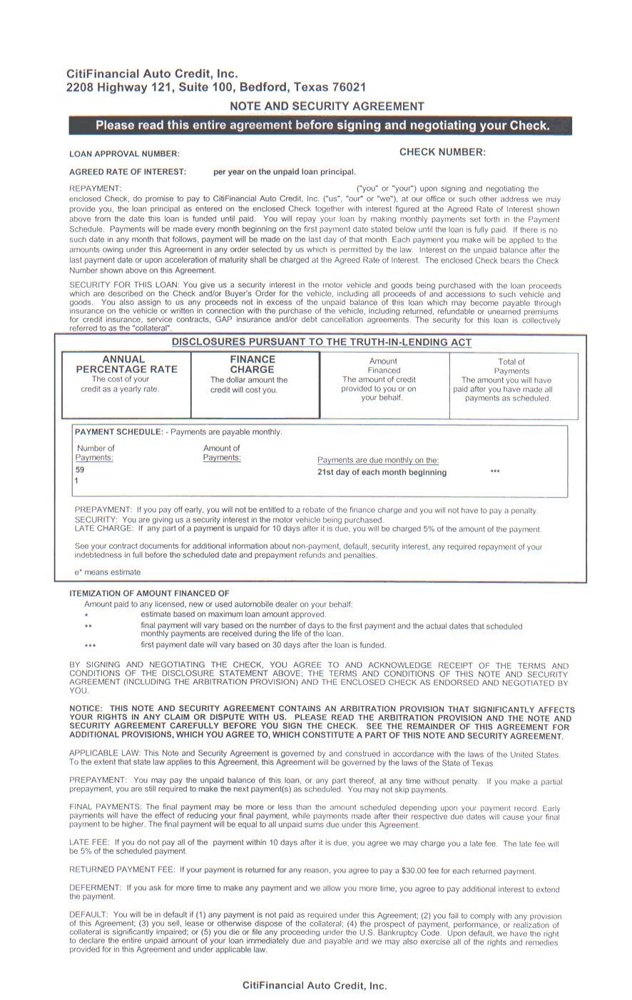 CitiFinancial Auto Credit, Inc.
2208 Highway 121, Suite 100, Bedford, Texas 76021
NOTE AND SECURITY AGREEMENT
Please read this entire agreement before signing and negotiating your Check.
LOAN APPROVAL NUMBER: CHECK NUMBER:
AGREED RATE OF INTEREST: per year on the unpaid loan principal.
REPAYMENT: ("you" or "your") upon signing and negotiating the
enclosed Check, do promise to pay to CitiFinancial Auto Credit, Inc. ("us", "our" or "we"), at our office or such other address we may
provide you, the loan principal as entered on the enclosed Check together with interest figured at the Agreed Rate of Interest shown
above from the date this loan is funded until paid. You will repay your loan by making monthly payments set forth in the Payment
Schedule. Payments will be made every month beginning on the first payment date stated below until the loan is fully paid. If there is no
such date in any month that follows, payment will be made on the last day of that month. Each payment you make will be applied to the
amounts owing under this Agreement in any order selected by us which is permitted by the law. Interest on the unpaid balance after the
last payment date or upon acceleration of maturity shall be charged at the Agreed Rate of Interest. The enclosed Check bears the Check
Number shown above on this Agreement.
SECURITY FOR THIS LOAN: You give us a security interest in the motor vehicle and goods being purchased with the loan proceeds
which are described on the Check and/or Buyer's Order for the vehicle, including all proceeds of and accessions to such vehicle and
goods. You also assign to us any proceeds not in excess of the unpaid balance of this loan which may become payable through
insurance on the vehicle or written in connection with the purchase of the vehicle, including returned, refundable or unearned premiums
for credit insurance, service contracts, GAP insurance and/or debt cancellation agreements. The security for this loan is collectively
referred to as the "collateral".
DISCLOSURES PURSUANT TO THE TRUTH-IN-LENDING ACT
ANNUAL
PERCENTAGE RATE
The cost of your
credit as a yearly rate.
FINANCE
CHARGE
The dollar amount the
credit will cost you.
Amount
Financed
The amount of credit
provided to you or on
your behalf.
Total of
Payments
The amount you will have
paid after you have made all
payments as scheduled.
PAYMENT SCHEDULE: - Payments are payable monthly.
Number of
Payments:
59
1
Amount of
Payments:
Payments are due monthly on the:
21st day of each month beginning ***
PREPAYMENT: If you pay off early, you will not be entitled to a rebate of the finance charge and you will not have to pay a penalty.
SECURITY: You are giving us a security interest in the motor vehicle being purchased.
LATE CHARGE: If any part of a payment is unpaid for 10 days after it is due, you will be charged 5% of the amount of the payment.
See your contract documents for additional information about non-payment, default, security interest, any required repayment of your
indebtedness in full before the scheduled date and prepayment refunds and penalties.
e* means estimate
ITEMIZATION OF AMOUNT FINANCED OF
Amount paid to any licensed, new or used automobile dealer on your behalf:
* estimate based on maximum loan amount approved.
** final payment will vary based on the number of days to the first payment and the actual dates that scheduled
monthly payments are received during the life of the loan.
*** first payment date will vary based on 30 days after the loan is funded.
BY SIGNING AND NEGOTIATING THE CHECK, YOU AGREE TO AND ACKNOWLEDGE RECEIPT OF THE TERMS AND
CONDITIONS OF THE DISCLOSURE STATEMENT ABOVE; THE TERMS AND CONDITIONS OF THIS NOTE AND SECURITY
AGREEMENT (INCLUDING THE ARBITRATION PROVISION) AND THE ENCLOSED CHECK AS ENDORSED AND NEGOTIATED BY
YOU.
NOTICE: THIS NOTE AND SECURITY AGREEMENT CONTAINS AN ARBITRATION PROVISION THAT SIGNIFICANTLY AFFECTS
YOUR RIGHTS IN ANY CLAIM OR DISPUTE WITH US. PLEASE READ THE ARBITRATION PROVISION AND THE NOTE AND
SECURITY AGREEMENT CAREFULLY BEFORE YOU SIGN THE CHECK. SEE THE REMAINDER OF THIS AGREEMENT FOR
ADDITIONAL PROVISIONS, WHICH YOU AGREE TO, WHICH CONSTITUTE A PART OF THIS NOTE AND SECURITY AGREEMENT.
APPLICABLE LAW: This Note and Security Agreement is governed by and construed in accordance with the laws of the United States.
To the extent that state law applies to this Agreement, this Agreement will be governed by the laws of the State of Texas
PREPAYMENT: You may pay the unpaid balance of this loan, or any part thereof, at any time without penalty. If you make a partial
prepayment, you are still required to make the next payment(s) as scheduled. You may not skip payments.
FINAL PAYMENTS: The final payment may be more or less than the amount scheduled depending upon your payment record. Early
payments will have the effect of reducing your final payment, while payments made after their respective due dates will cause your final
payment to be higher. The final payment will be equal to all unpaid sums due under this Agreement.
LATE FEE: If you do not pay all of the payment within 10 days after it is due, you agree we may charge you a late fee. The late fee will
be 5% of the scheduled payment.
RETURNED PAYMENT FEE: If your payment is returned for any reason, you agree to pay a $30.00 fee for each returned payment.
DEFERMENT: If you ask for more time to make any payment and we allow you more time, you agree to pay additional interest to extend
the payment.
DEFAULT: You will be in default if (1) any payment is not paid as required under this Agreement; (2) you fail to comply with any provision
of this Agreement; (3) you sell, lease or otherwise dispose of the collateral; (4) the prospect of payment, performance, or realization of
collateral is significantly impaired; or (5) you die or file any proceeding under the U.S. Bankruptcy Code. Upon default, we have the right
to declare the entire unpaid amount of your loan immediately due and payable and we may also exercise all of the rights and remedies
provided for in this Agreement and under applicable law.
CitiFinancial Auto Credit, Inc.